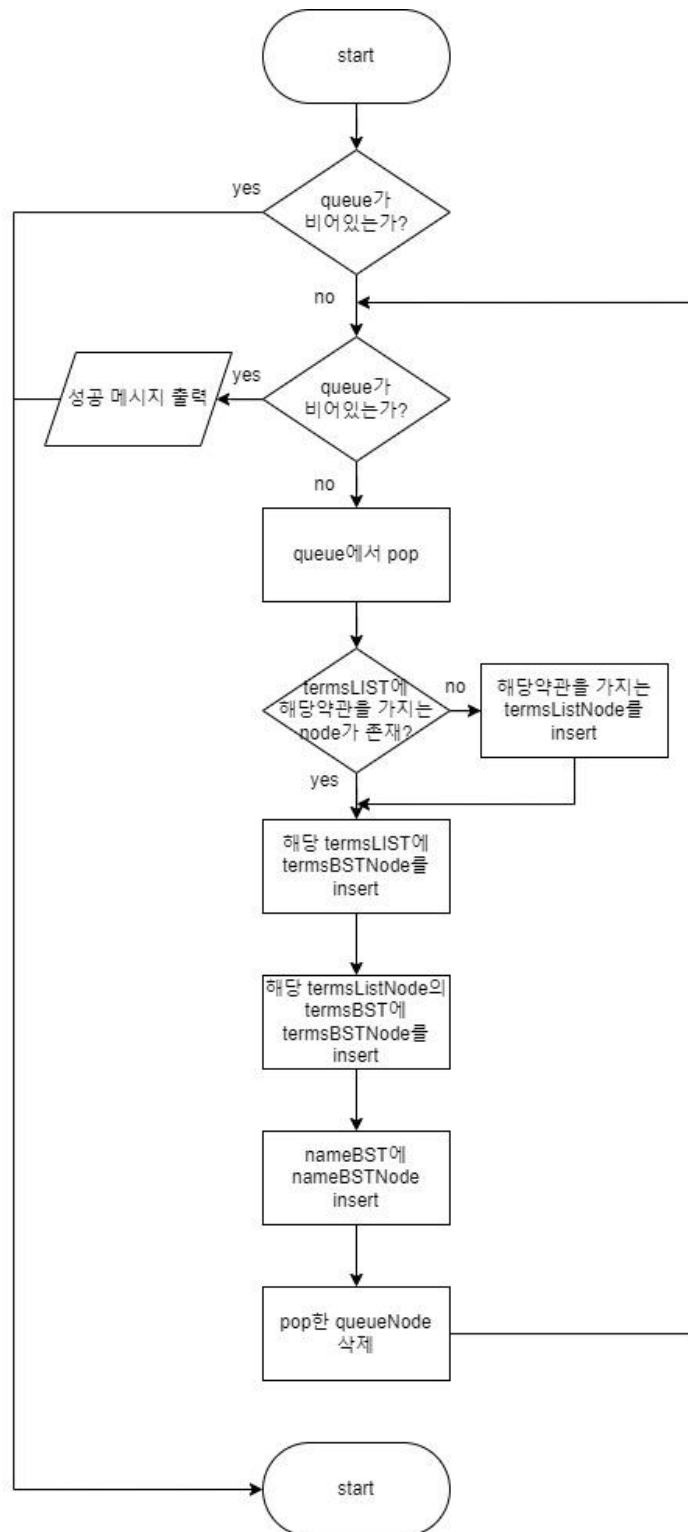 start
yes
queue가
비어있는가?
no
성공 메시지 출력
yes
queue가
비어있는가?
no
queue에서 pop
termsLIST에
해당약관을 가지는
node가 존재?
no
해당약관을 가지는
termsListNode를
insert
yes
해당 termsLIST에
termsBSTNode를
insert
해당 termsListNode의
termsBST에
termsBSTNode를
insert
nameBST에
nameBSTNode
insert
pop한 queueNode
삭제
start